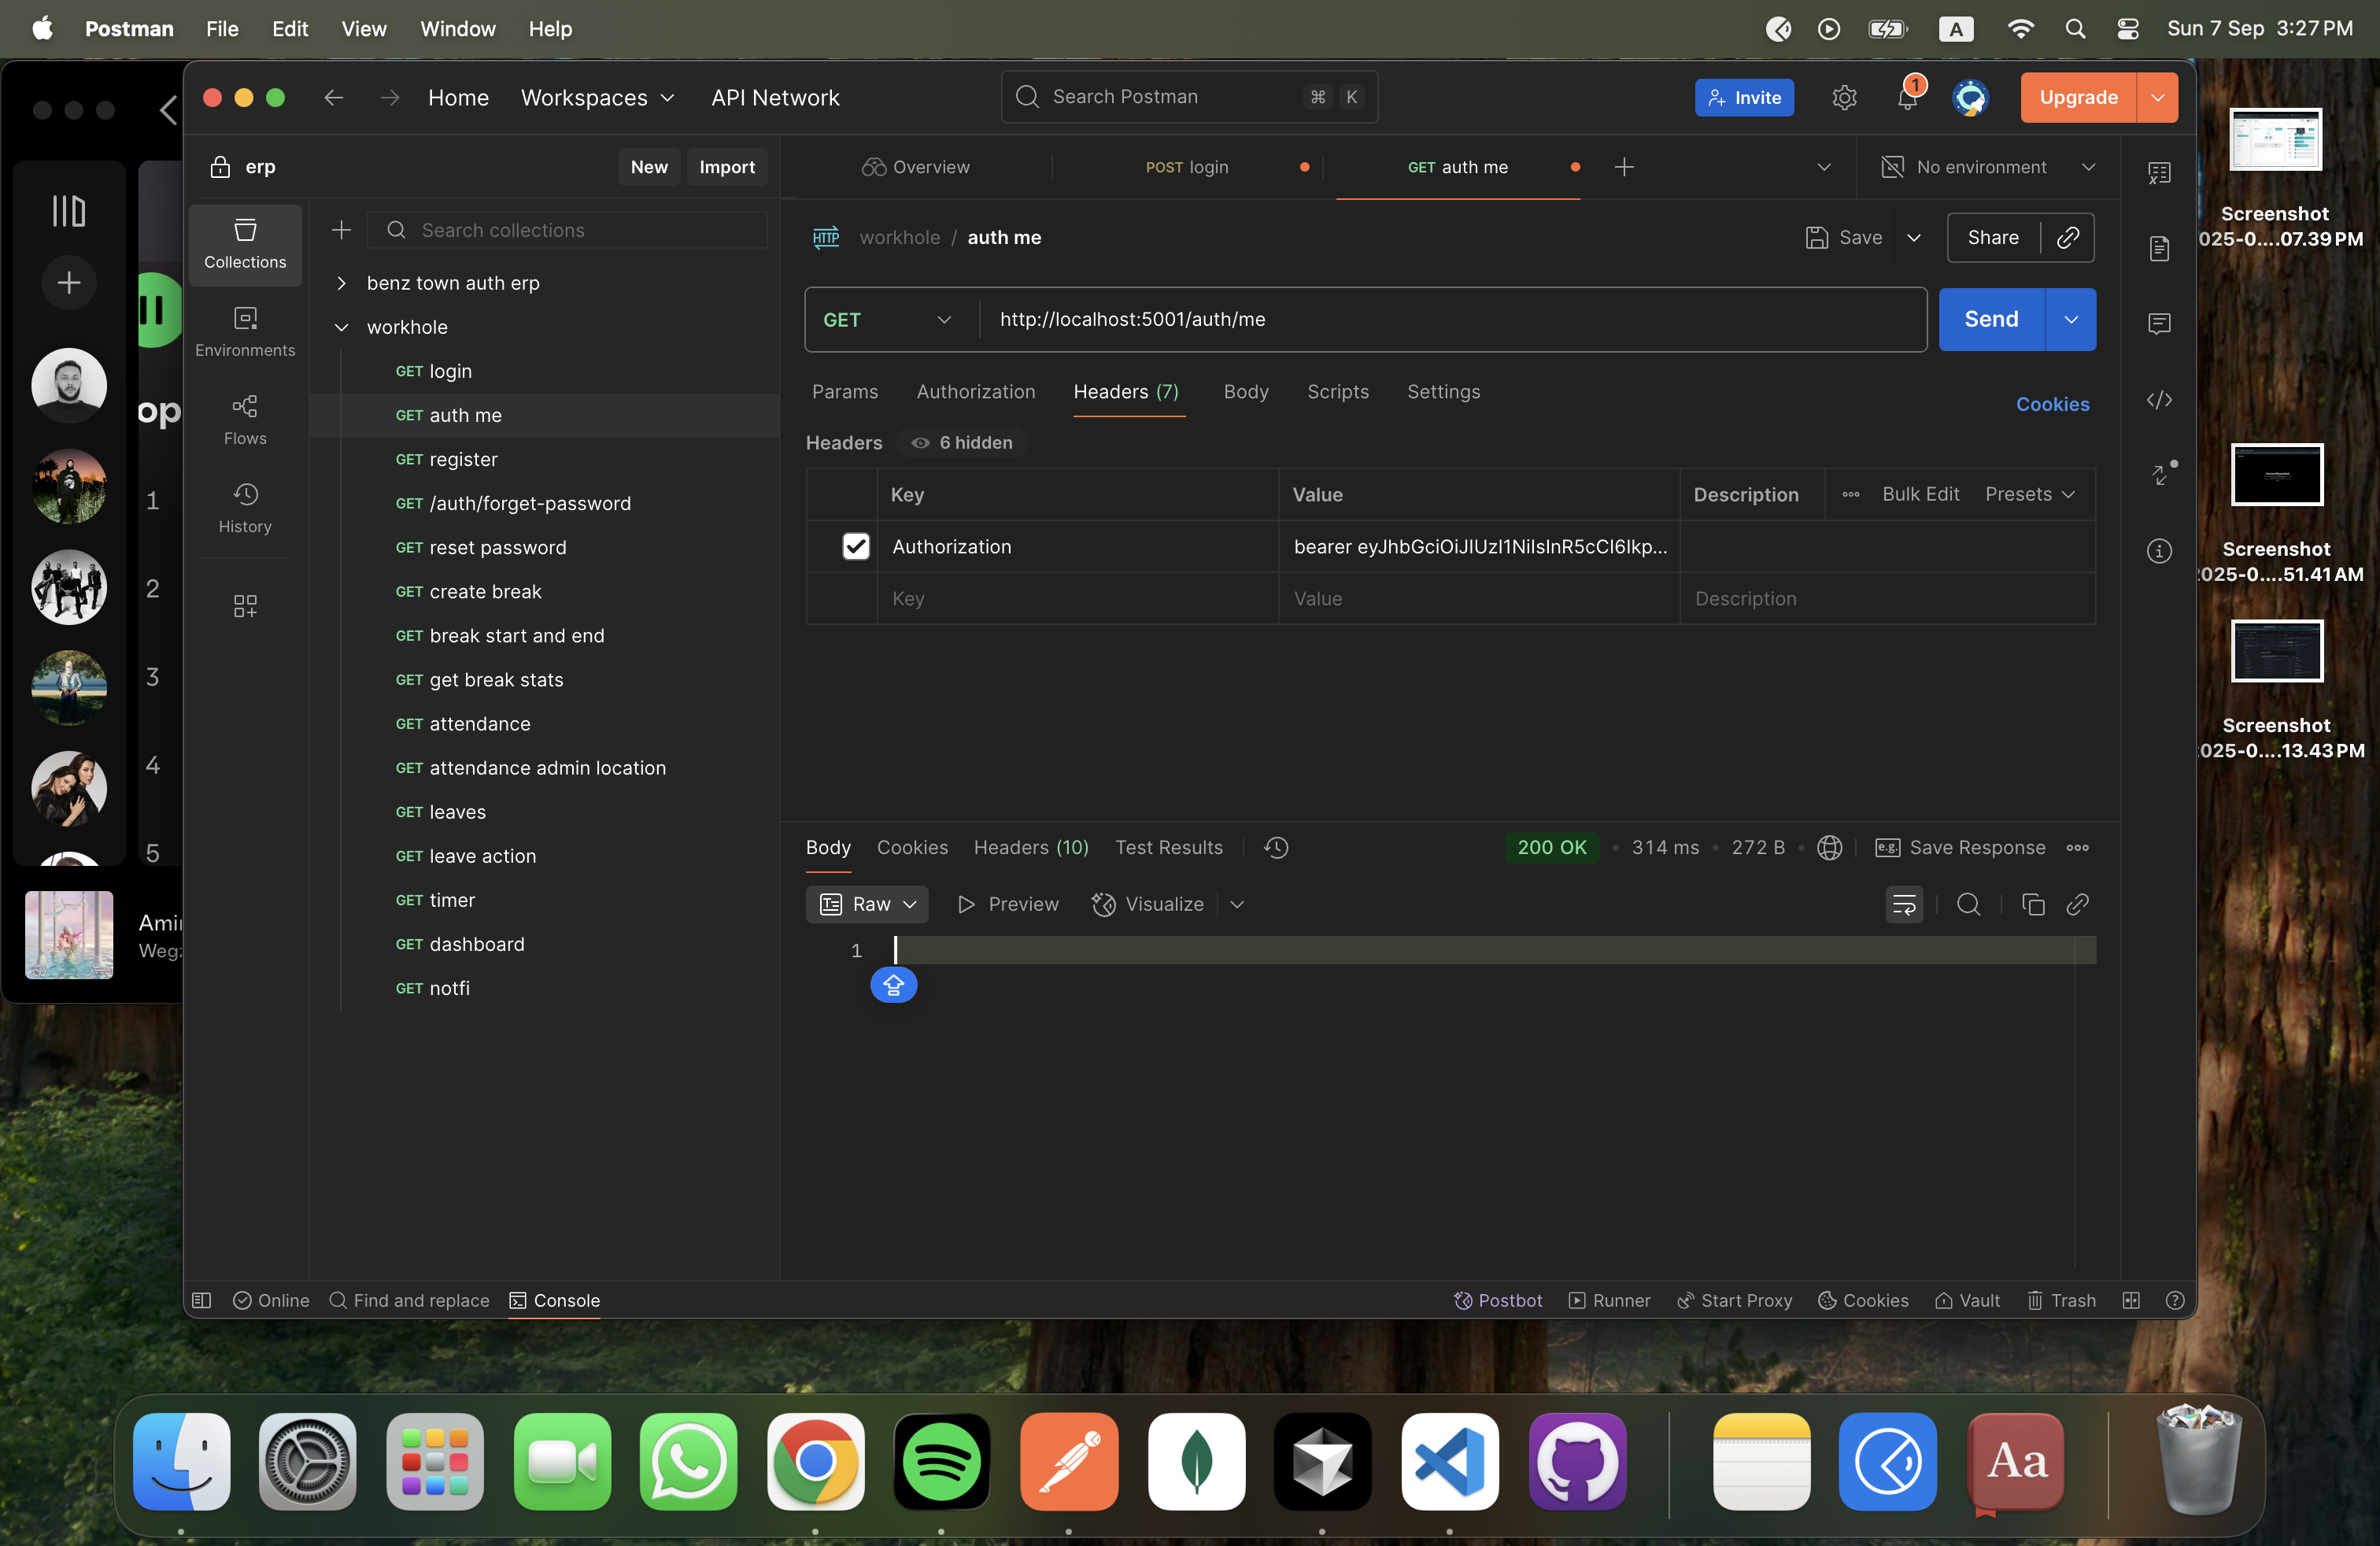 Postman File Edit View Window Help
A Sun 7 Sep 3:27 PM
Home Workspaces API Network
Search Postman ⌘ K
Invite 1 Upgrade
erp New Import
Overview POST login GET auth me No environment
Collections
Environments
Flows
History
Search collections
benz town auth erp
workhole
GET login
GET auth me
GET register
GET /auth/forget-password
GET reset password
GET create break
GET break start and end
GET get break stats
GET attendance
GET attendance admin location
GET leaves
GET leave action
GET timer
GET dashboard
GET notfi
HTTP workhole / auth me
Save Share
GET http://localhost:5001/auth/me Send
Params Authorization Headers (7) Body Scripts Settings
Cookies
Headers 6 hidden
Key Value Description Bulk Edit Presets
Authorization bearer
Key Value Description
Body Cookies Headers (10) Test Results
200 OK • 314 ms • 272 B e.g. Save Response
Raw Preview Visualize
1
Online Find and replace Console
Postbot Runner Start Proxy Cookies Vault Trash
op
1
2
3
4
5
Screenshot
025-0....07.39 PM
Screenshot
025-0....51.41 AM
Screenshot
025-0....13.43 PM
Aa